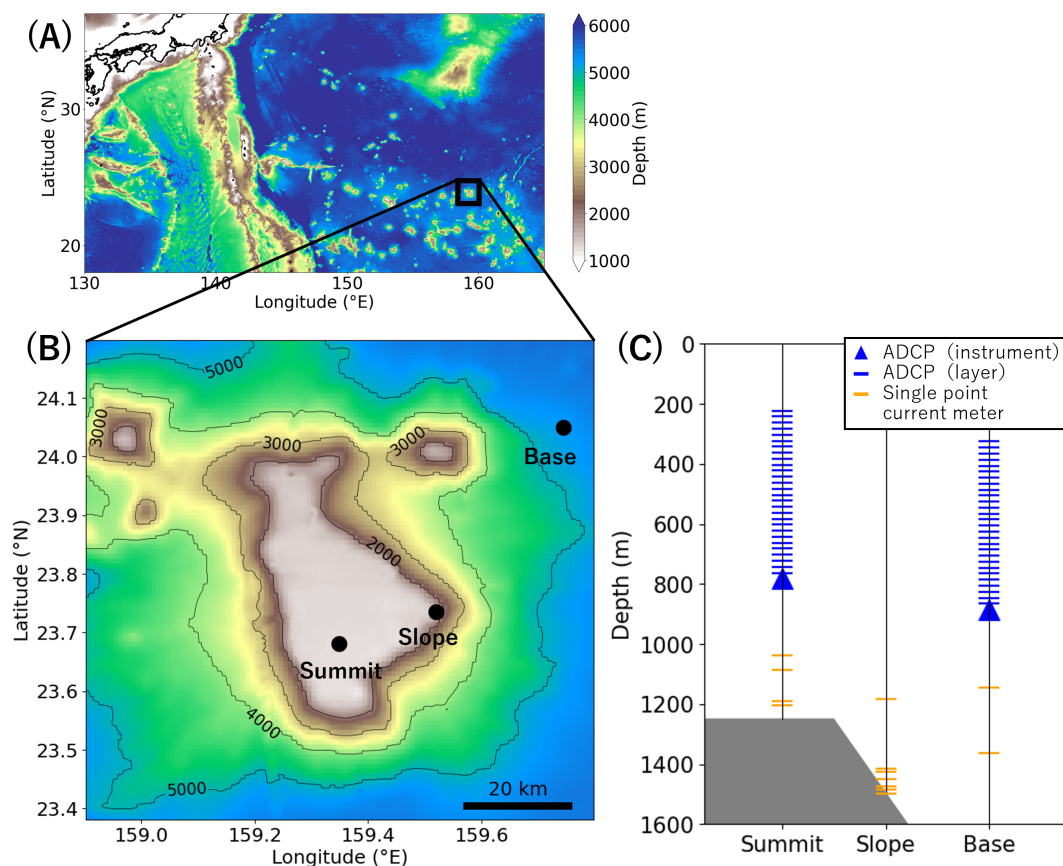 (A)
6000
5000
4000
3000
2000
1000
Depth (m)
30
20
Latitude (°N)
130
140
150
160
Longitude (°E)
(B)
5000
3000
3000
3000
2000
4000
5000
Base
Slope
Summit
20 km
24.1
24.0
23.9
23.8
23.7
23.6
23.5
23.4
Latitude (°N)
159.0
159.2
159.4
159.6
Longitude (°E)
(C)
ADCP (instrument)
ADCP (layer)
Single point
current meter
0
200
400
600
800
1000
1200
1400
1600
Depth (m)
Summit
Slope
Base